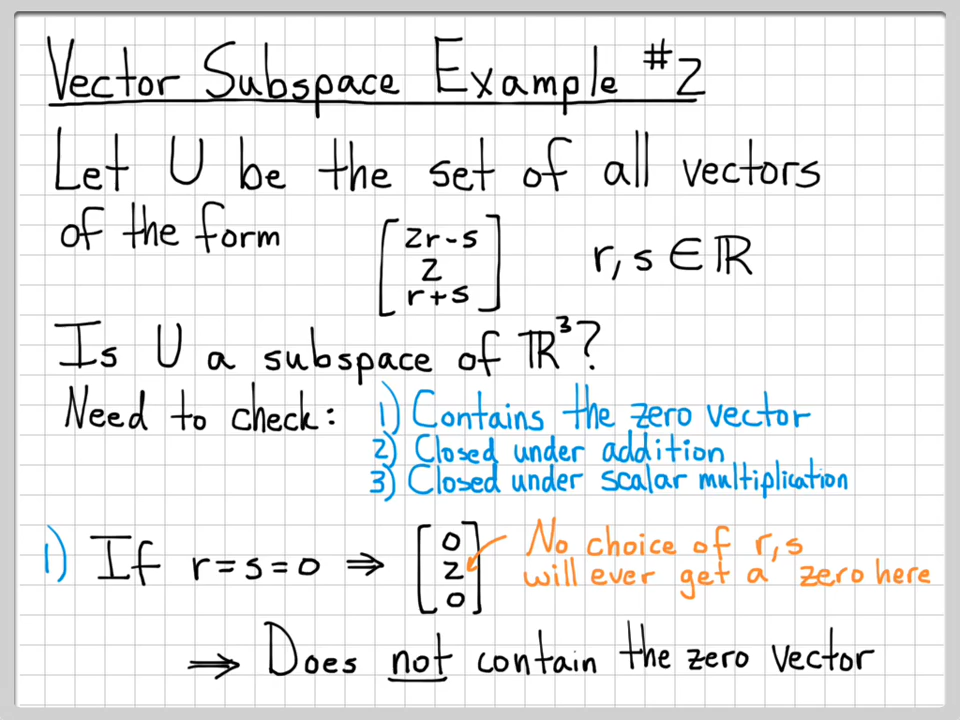 Vector Subspace Example #2
Let U be the set of all vectors
of the form [2r-s 2 r+s] r, s ∈ ℝ
Is U a subspace of ℝ³?
Need to check: 1) Contains the zero vector
2) Closed under addition
3) Closed under scalar multiplication
1) If r=s=0 ⇒ [0 2 0] No choice of r,s
will ever get a zero here
⇒ Does not contain the zero vector